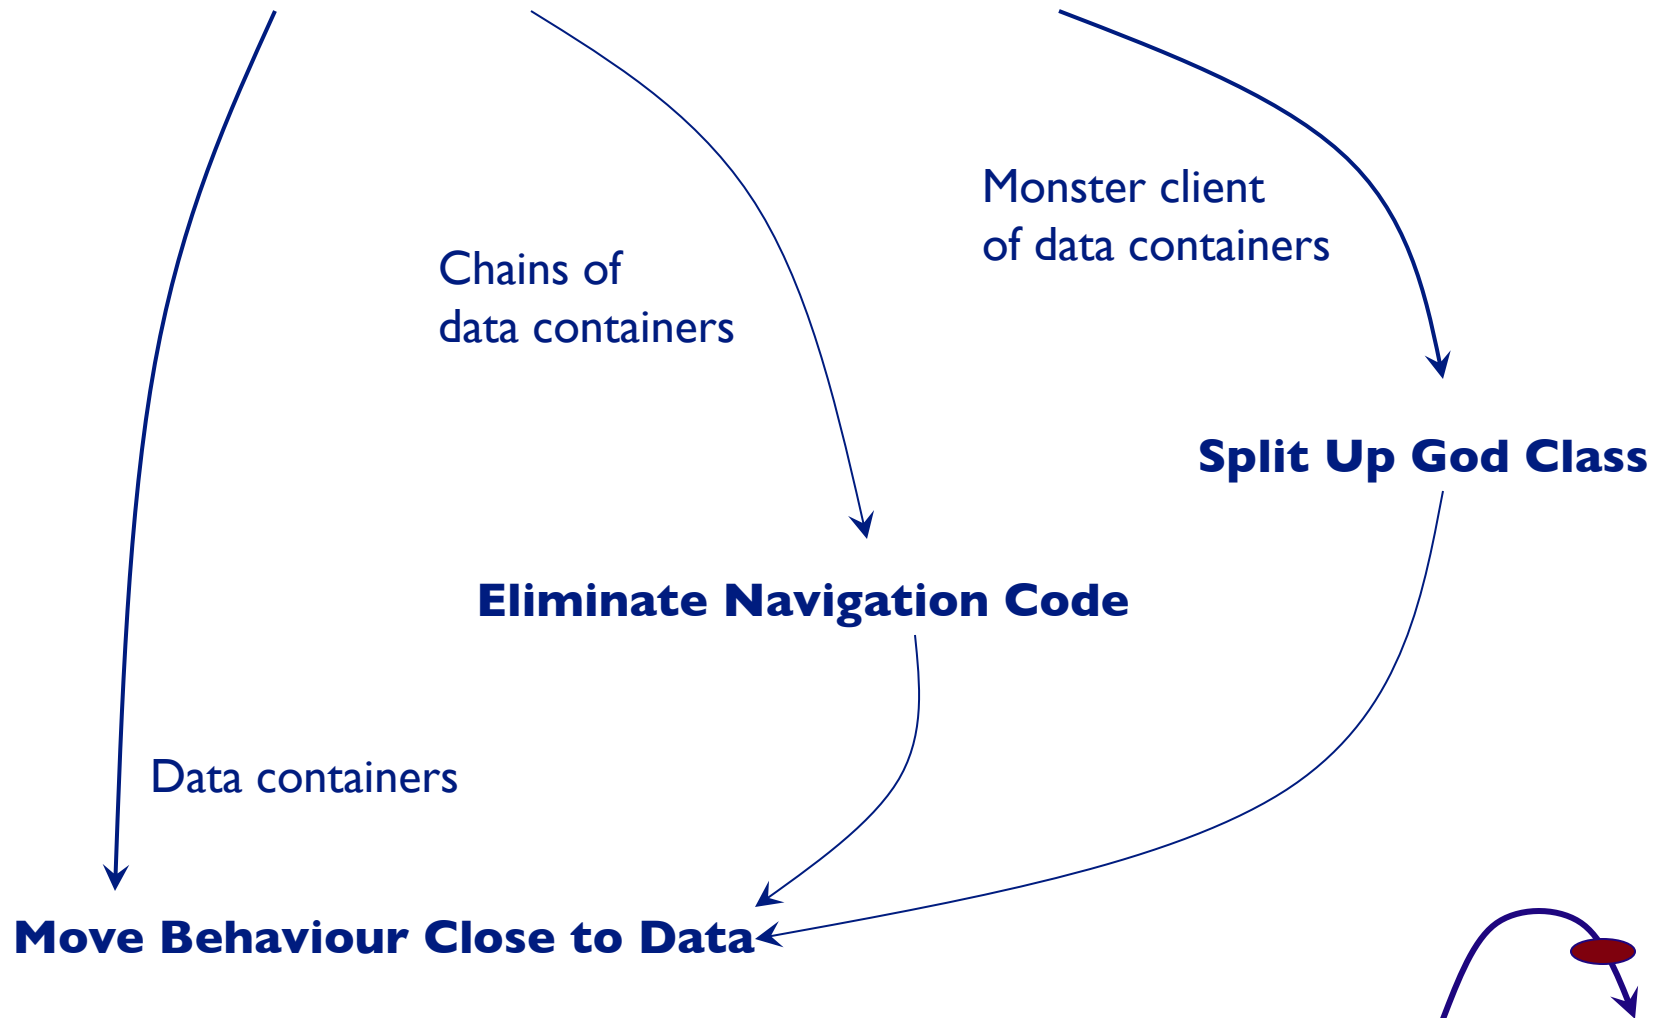 Monster client
of data containers
Chains of
data containers
Split Up God Class
Eliminate Navigation Code
Data containers
Move Behaviour Close to Data